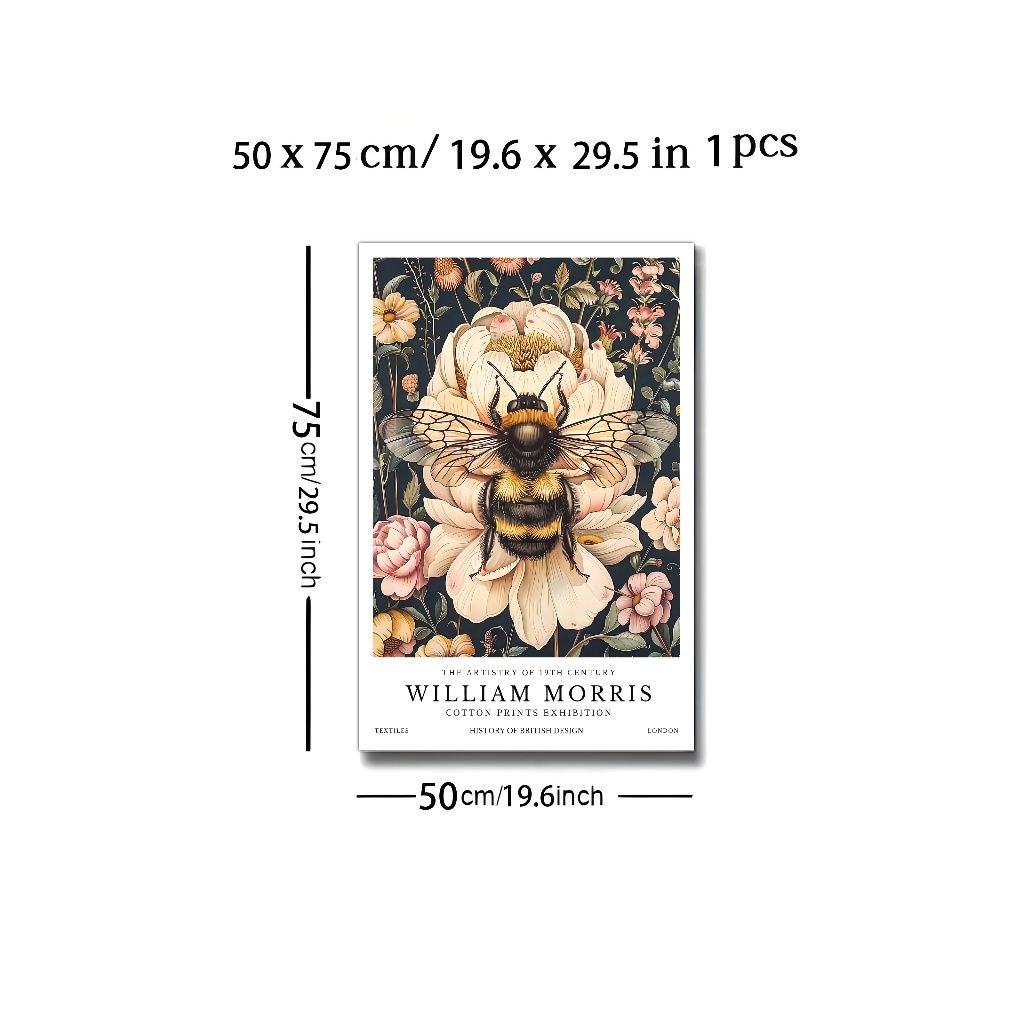 50 x 75 cm/ 19.6 x 29.5 in 1 pcs
75cm/29.5inch
THE ARTISTRY OF 19TH CENTURY
WILLIAM MORRIS
COTTON PRINTS EXHIBITION
TEXTILES HISTORY OF BRITISH DESIGN LONDON
50cm/19.6inch